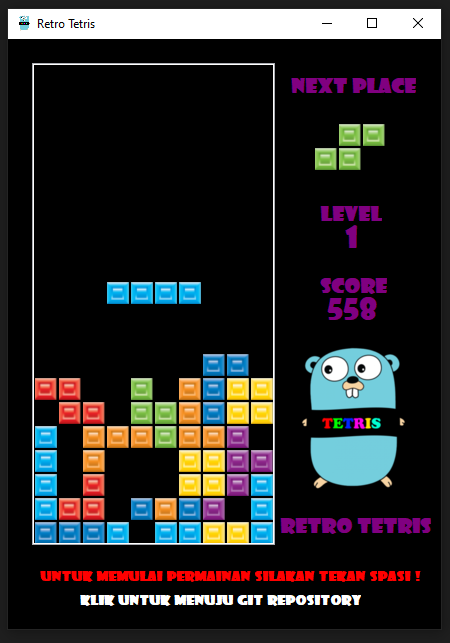 Retro Tetris
NEXT PLACE
LEVEL
1
SCORE
558
TETRIS
RETRO TETRIS
UNTUK MEMULAI PERMAINAN SILAKAN TEKAN SPASI !
KLIK UNTUK MENUJU GIT REPOSITORY